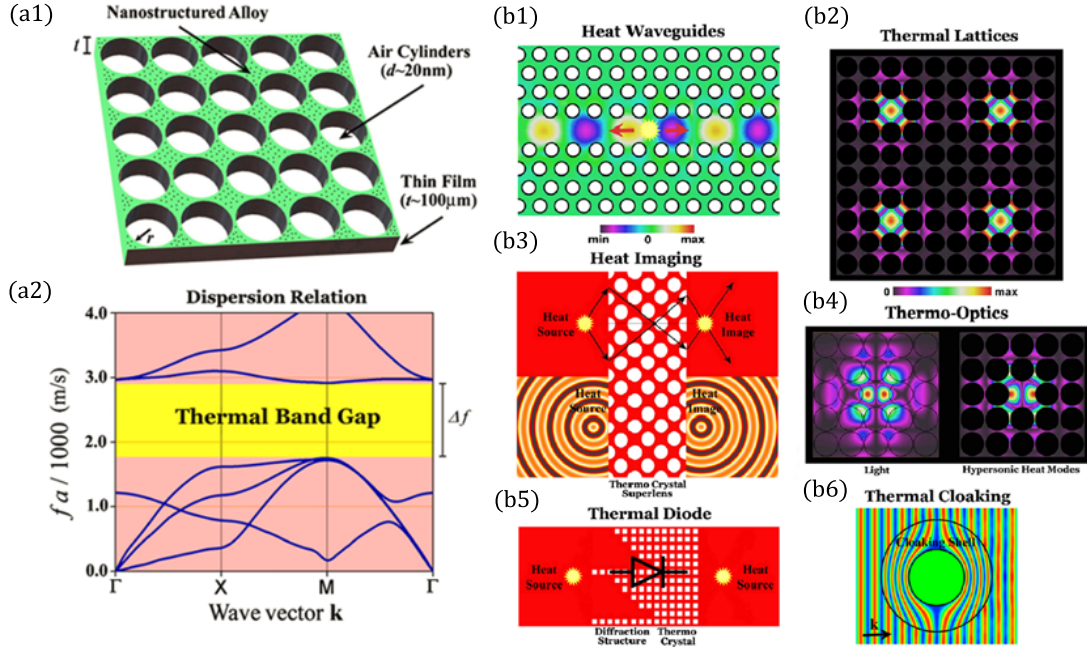 (a1)
Nanostructured Alloy
t
Air Cylinders
(d~20nm)
Thin Film
(t~100μm)
r
(a2)
Dispersion Relation
4.0
3.0
2.0
1.0
0.0
f a / 1000 (m/s)
Thermal Band Gap
Δf
Γ
X
M
Γ
Wave vector k
(b1)
Heat Waveguides
min
0
max
(b2)
Thermal Lattices
0
max
(b3)
Heat Imaging
Heat
Source
Heat
Image
Heat
Source
Heat
Image
Thermo Crystal
Superlens
(b4)
Thermo-Optics
Light
Hypersonic Heat Modes
(b5)
Thermal Diode
Heat
Source
Heat
Source
Diffraction
Structure
Thermo
Crystal
(b6)
Thermal Cloaking
Cloaking Shell
k